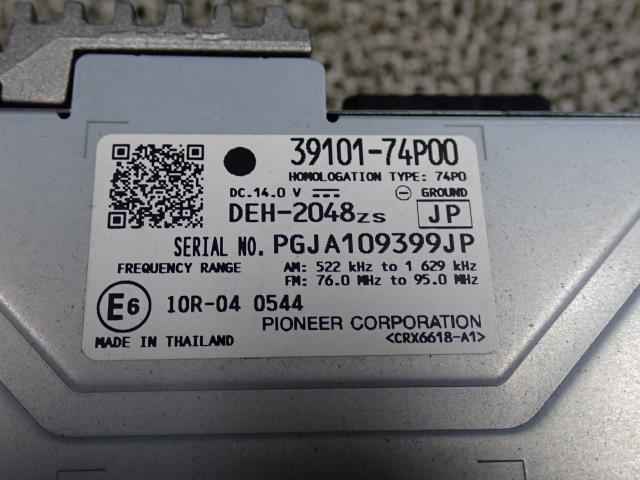 39101-74P00
HOMOLOGATION TYPE: 74P0
DC.14.0 V ⎓ ⊖ GROUND
DEH-2048zs JP
SERIAL NO. PGJA109399JP
FREQUENCY RANGE AM: 522 kHz to 1 629 kHz
FM: 76.0 MHz to 95.0 MHz
E6 10R-04 0544
PIONEER CORPORATION
MADE IN THAILAND <CRX6618-A1>